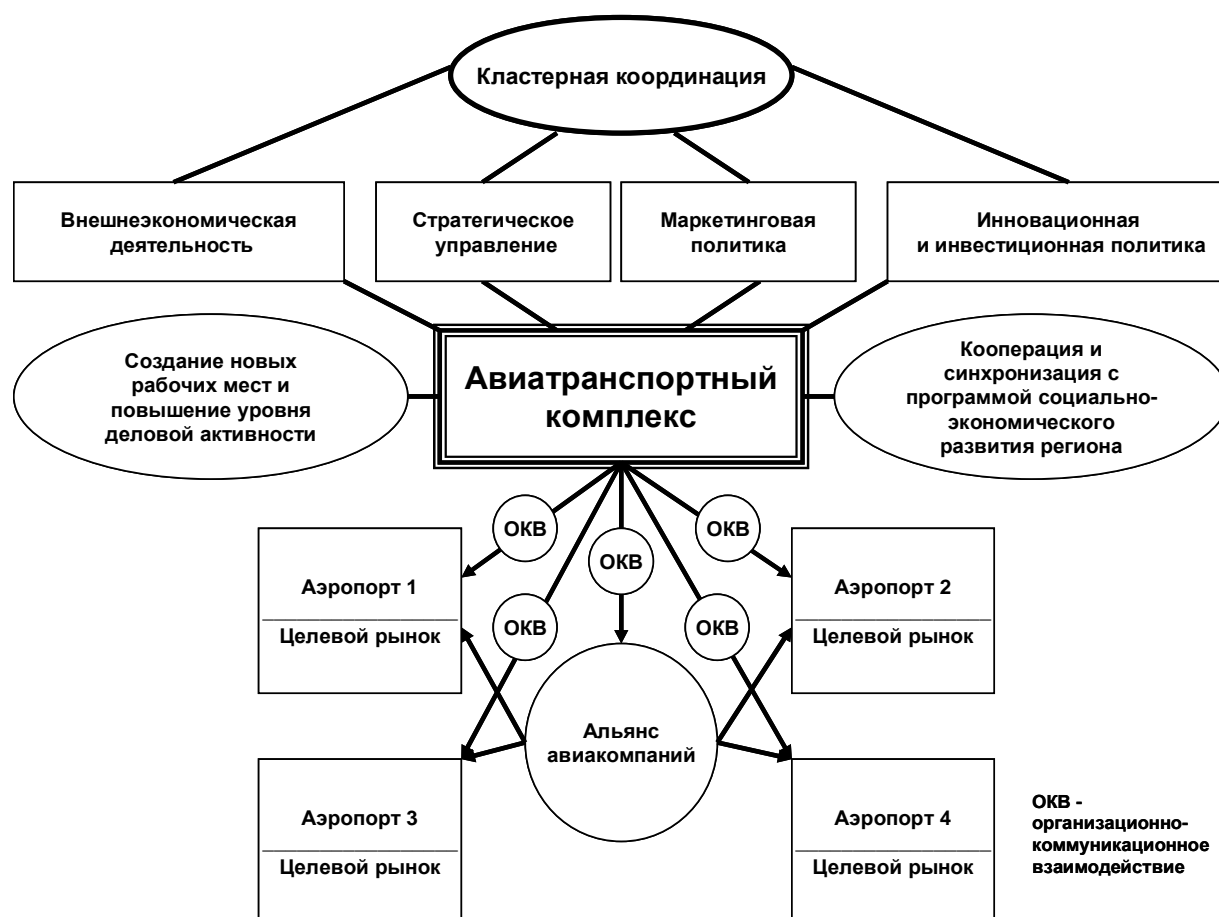 Кластерная координация
Внешнеэкономическая
деятельность
Стратегическое
управление
Маркетинговая
политика
Инновационная
и инвестиционная политика
Создание новых
рабочих мест и
повышение уровня
деловой активности
Авиатранспортный
комплекс
Кооперация и
синхронизация с
программой социально-
экономического
развития региона
ОКВ
ОКВ
ОКВ
Аэропорт 1
Целевой рынок
Аэропорт 2
Целевой рынок
ОКВ
ОКВ
Альянс
авиакомпаний
Аэропорт 3
Целевой рынок
Аэропорт 4
Целевой рынок
ОКВ -
организационно-
коммуникационное
взаимодействие